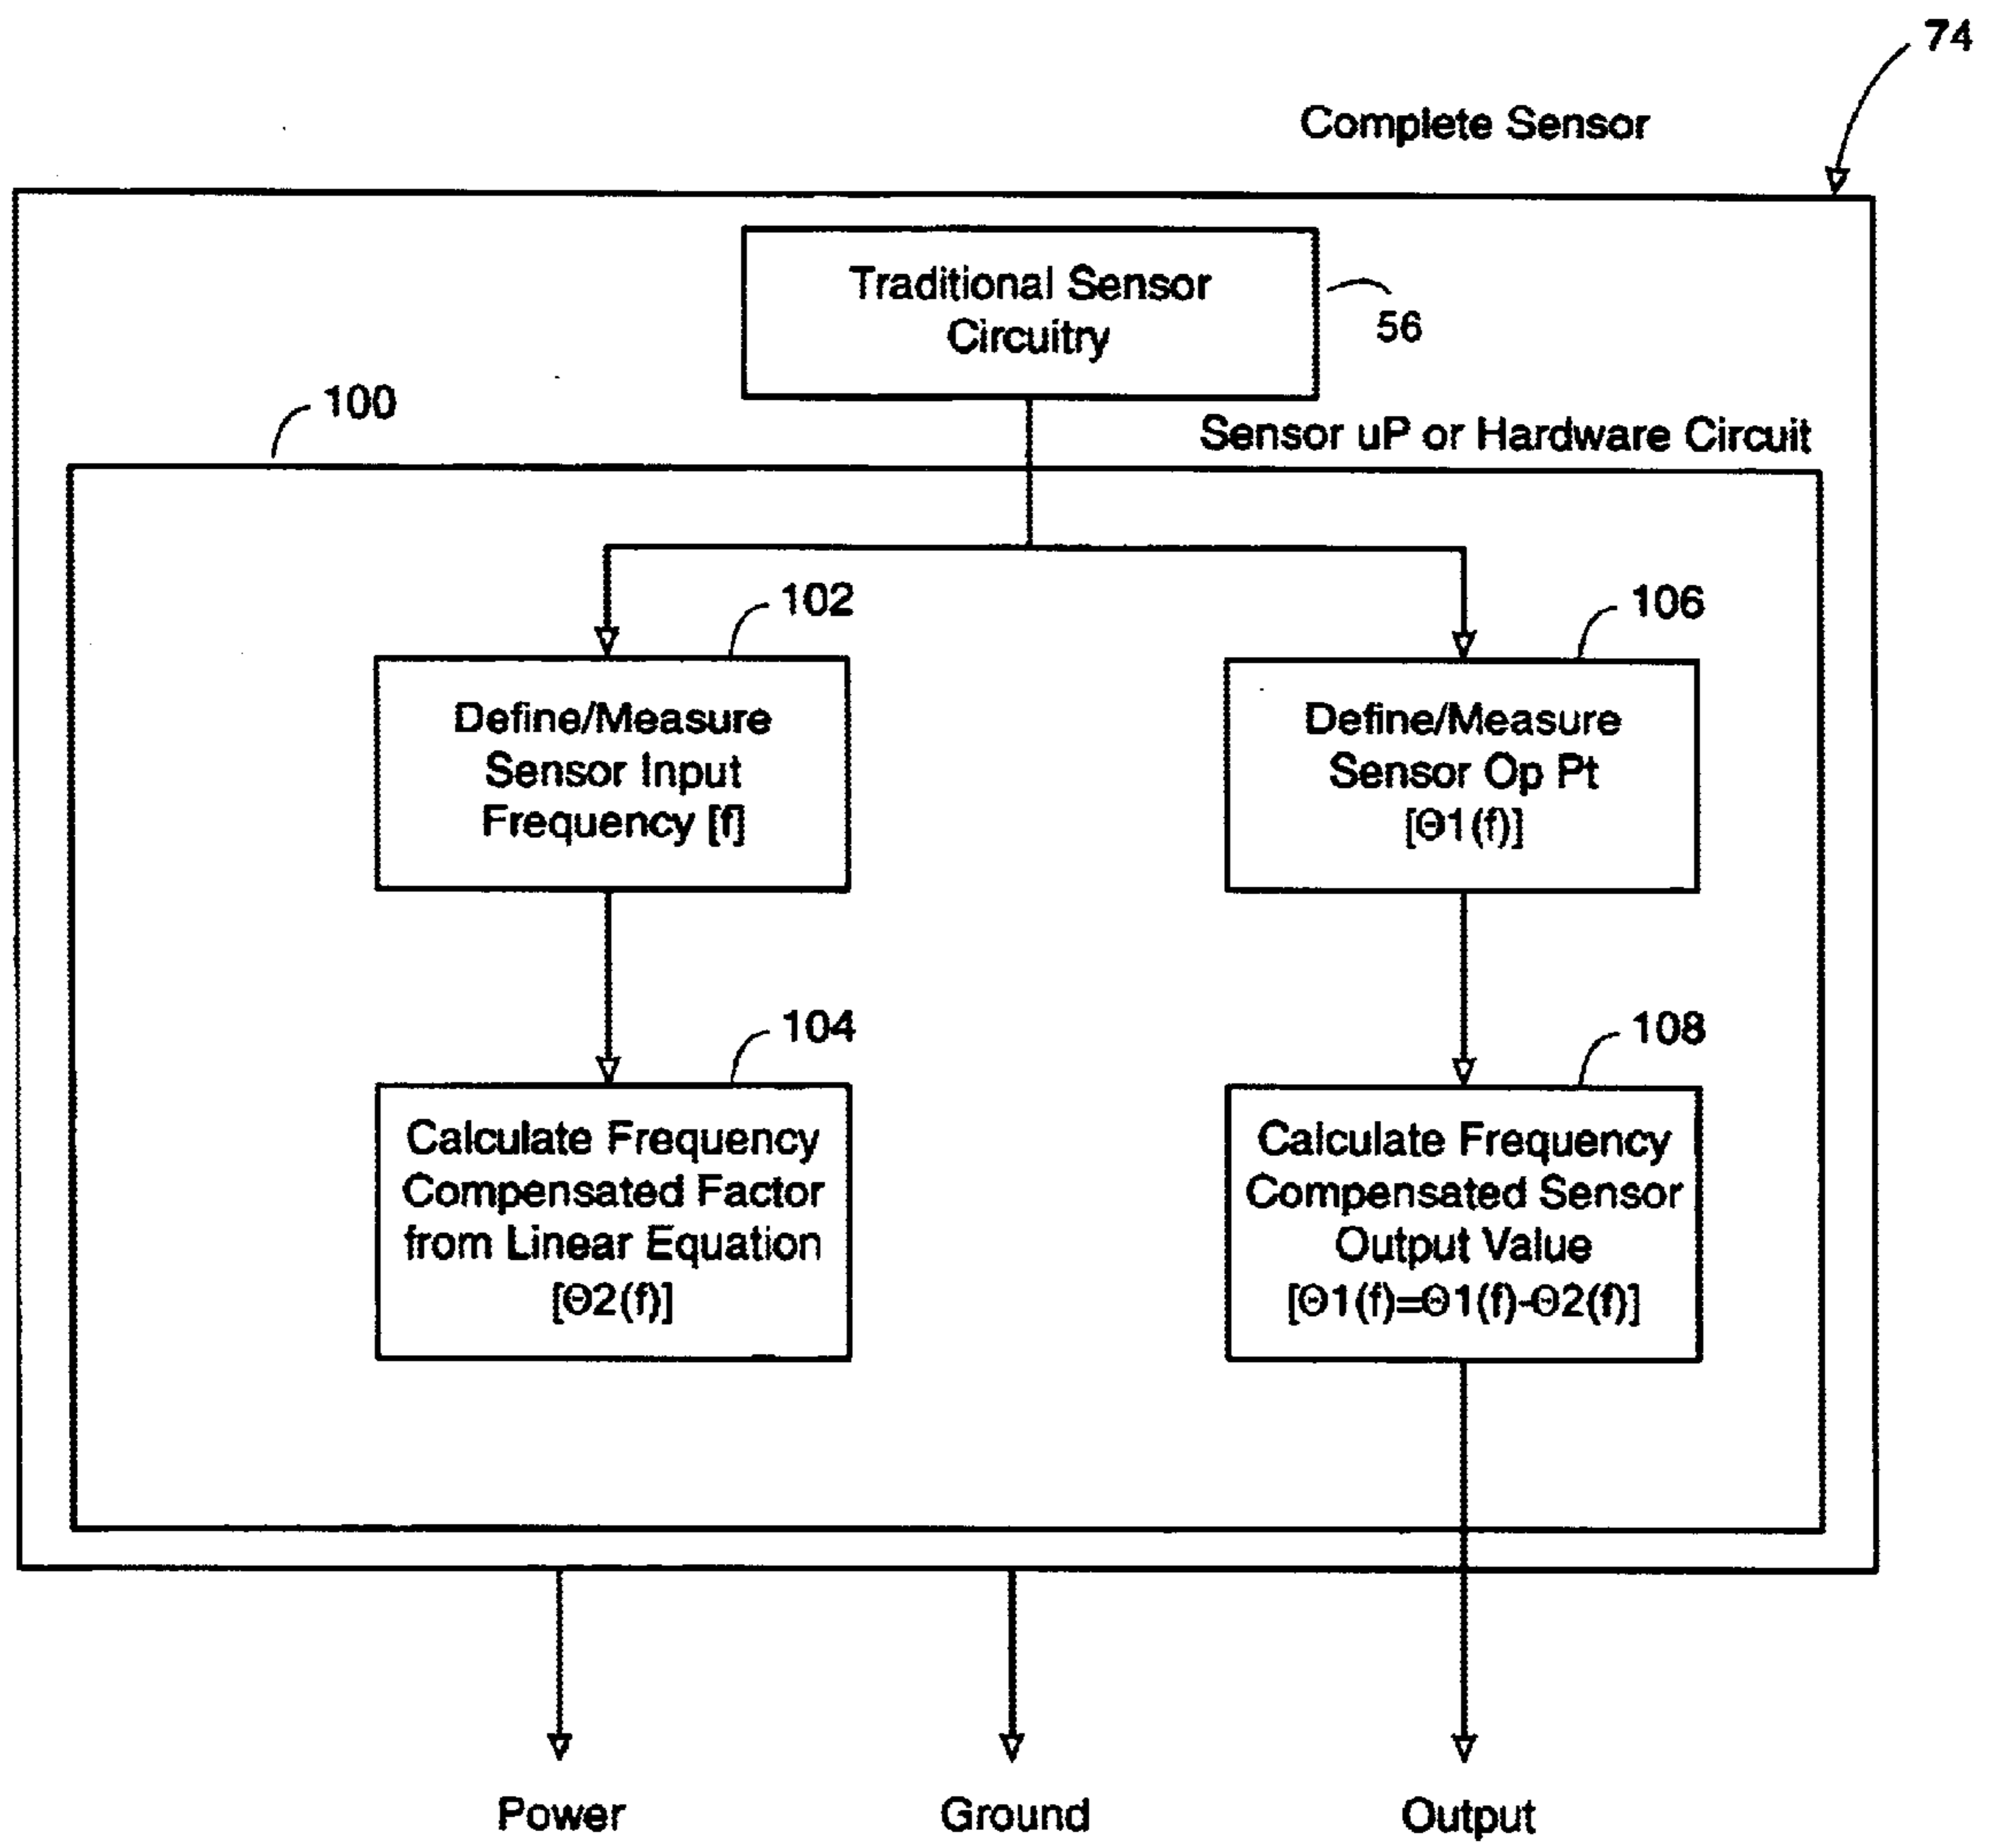 74
Complete Sensor
Traditional Sensor
Circuitry
56
100
Sensor uP or Hardware Circuit
102
106
Define/Measure
Sensor Input
Frequency [f]
Define/Measure
Sensor Op Pt
[Θ1(f)]
104
108
Calculate Frequency
Compensated Factor
from Linear Equation
[Θ2(f)]
Calculate Frequency
Compensated Sensor
Output Value
[Θ1(f)=Θ1(f)-Θ2(f)]
Power
Ground
Output